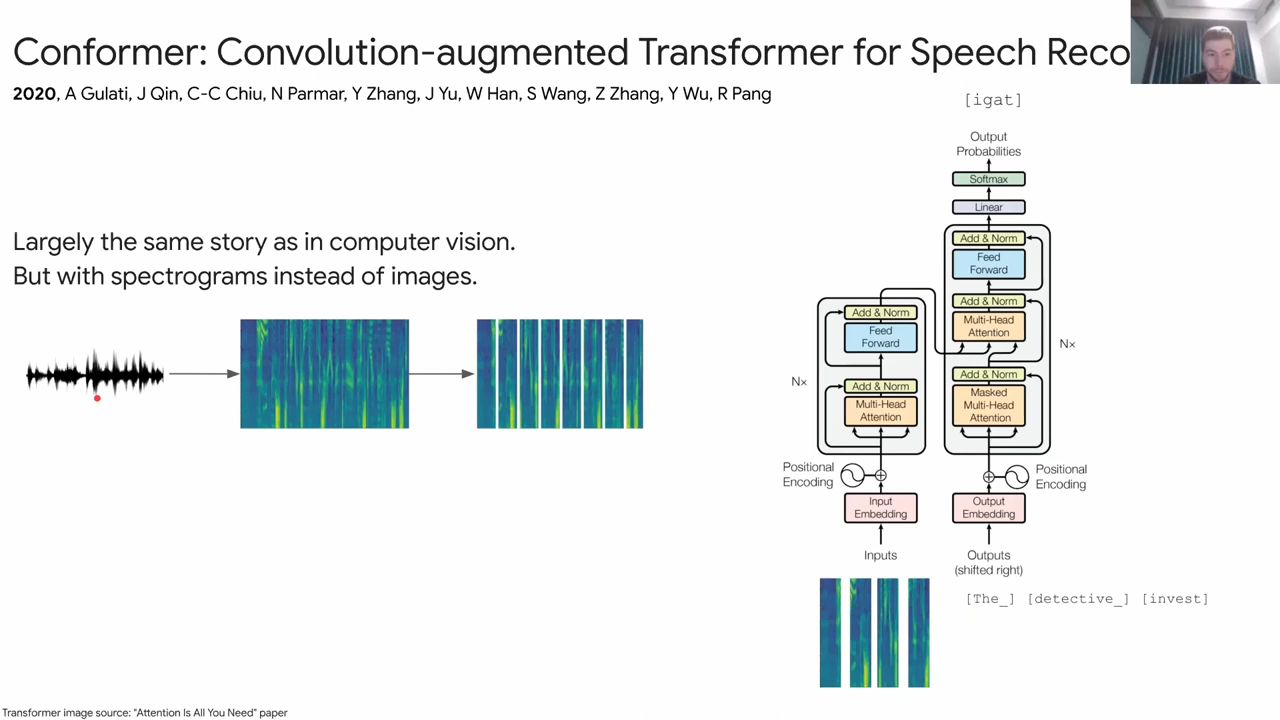 Conformer: Convolution-augmented Transformer for Speech Reco
2020, A Gulati, J Qin, C-C Chiu, N Parmar, Y Zhang, J Yu, W Han, S Wang, Z Zhang, Y Wu, R Pang
Largely the same story as in computer vision.
But with spectrograms instead of images.
[igat]
Output
Probabilities
Softmax
Linear
Add & Norm
Feed
Forward
Add & Norm
Multi-Head
Attention
Add & Norm
Masked
Multi-Head
Attention
Nx
Positional
Encoding
Output
Embedding
Outputs
(shifted right)
[The_] [detective_] [invest]
Add & Norm
Feed
Forward
Add & Norm
Multi-Head
Attention
Nx
Positional
Encoding
Input
Embedding
Inputs
Transformer image source: "Attention Is All You Need" paper